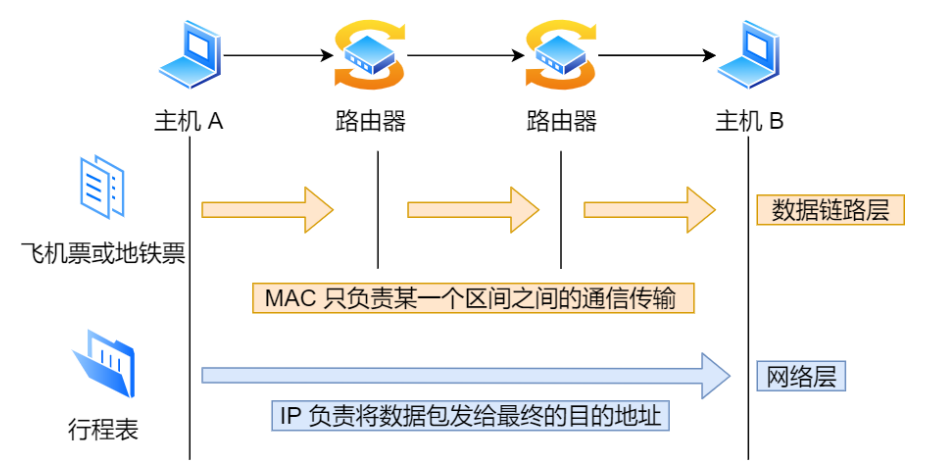 主机 A
路由器
路由器
主机 B
飞机票或地铁票
数据链路层
MAC 只负责某一个区间之间的通信传输
行程表
网络层
IP 负责将数据包发给最终的目的地址